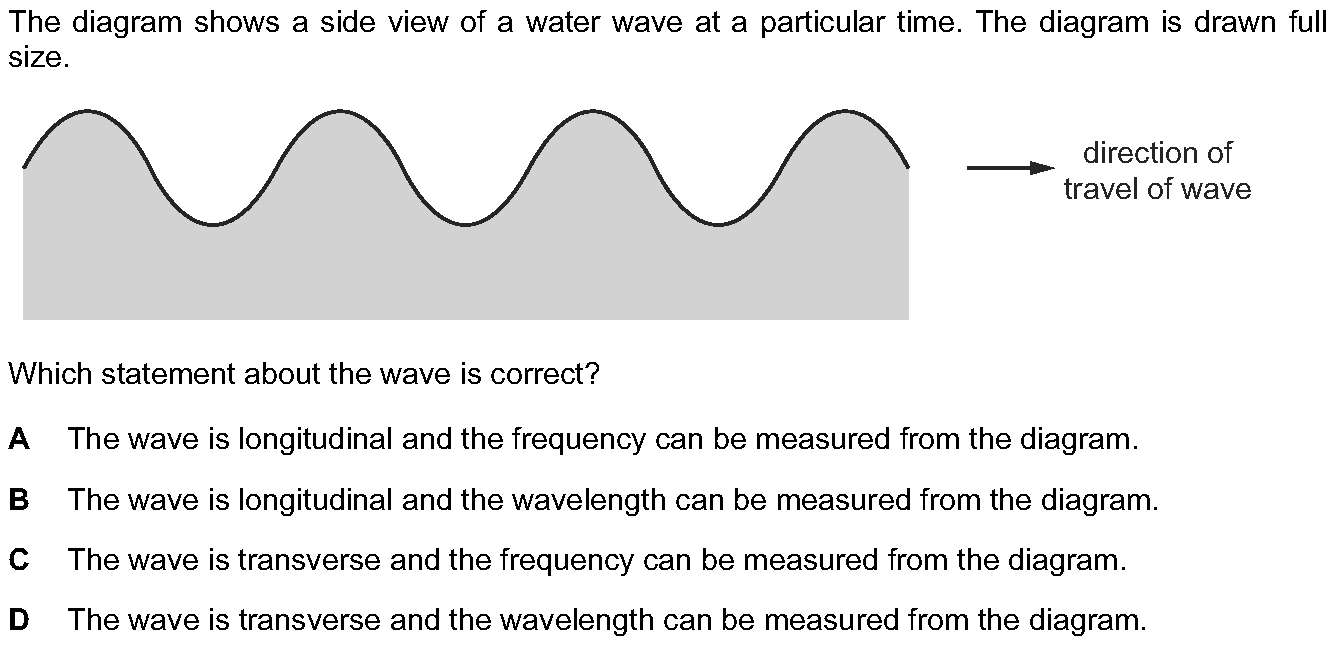 The diagram shows a side view of a water wave at a particular time. The diagram is drawn full
size.
direction of
travel of wave
Which statement about the wave is correct?
A The wave is longitudinal and the frequency can be measured from the diagram.
B The wave is longitudinal and the wavelength can be measured from the diagram.
C The wave is transverse and the frequency can be measured from the diagram.
D The wave is transverse and the wavelength can be measured from the diagram.